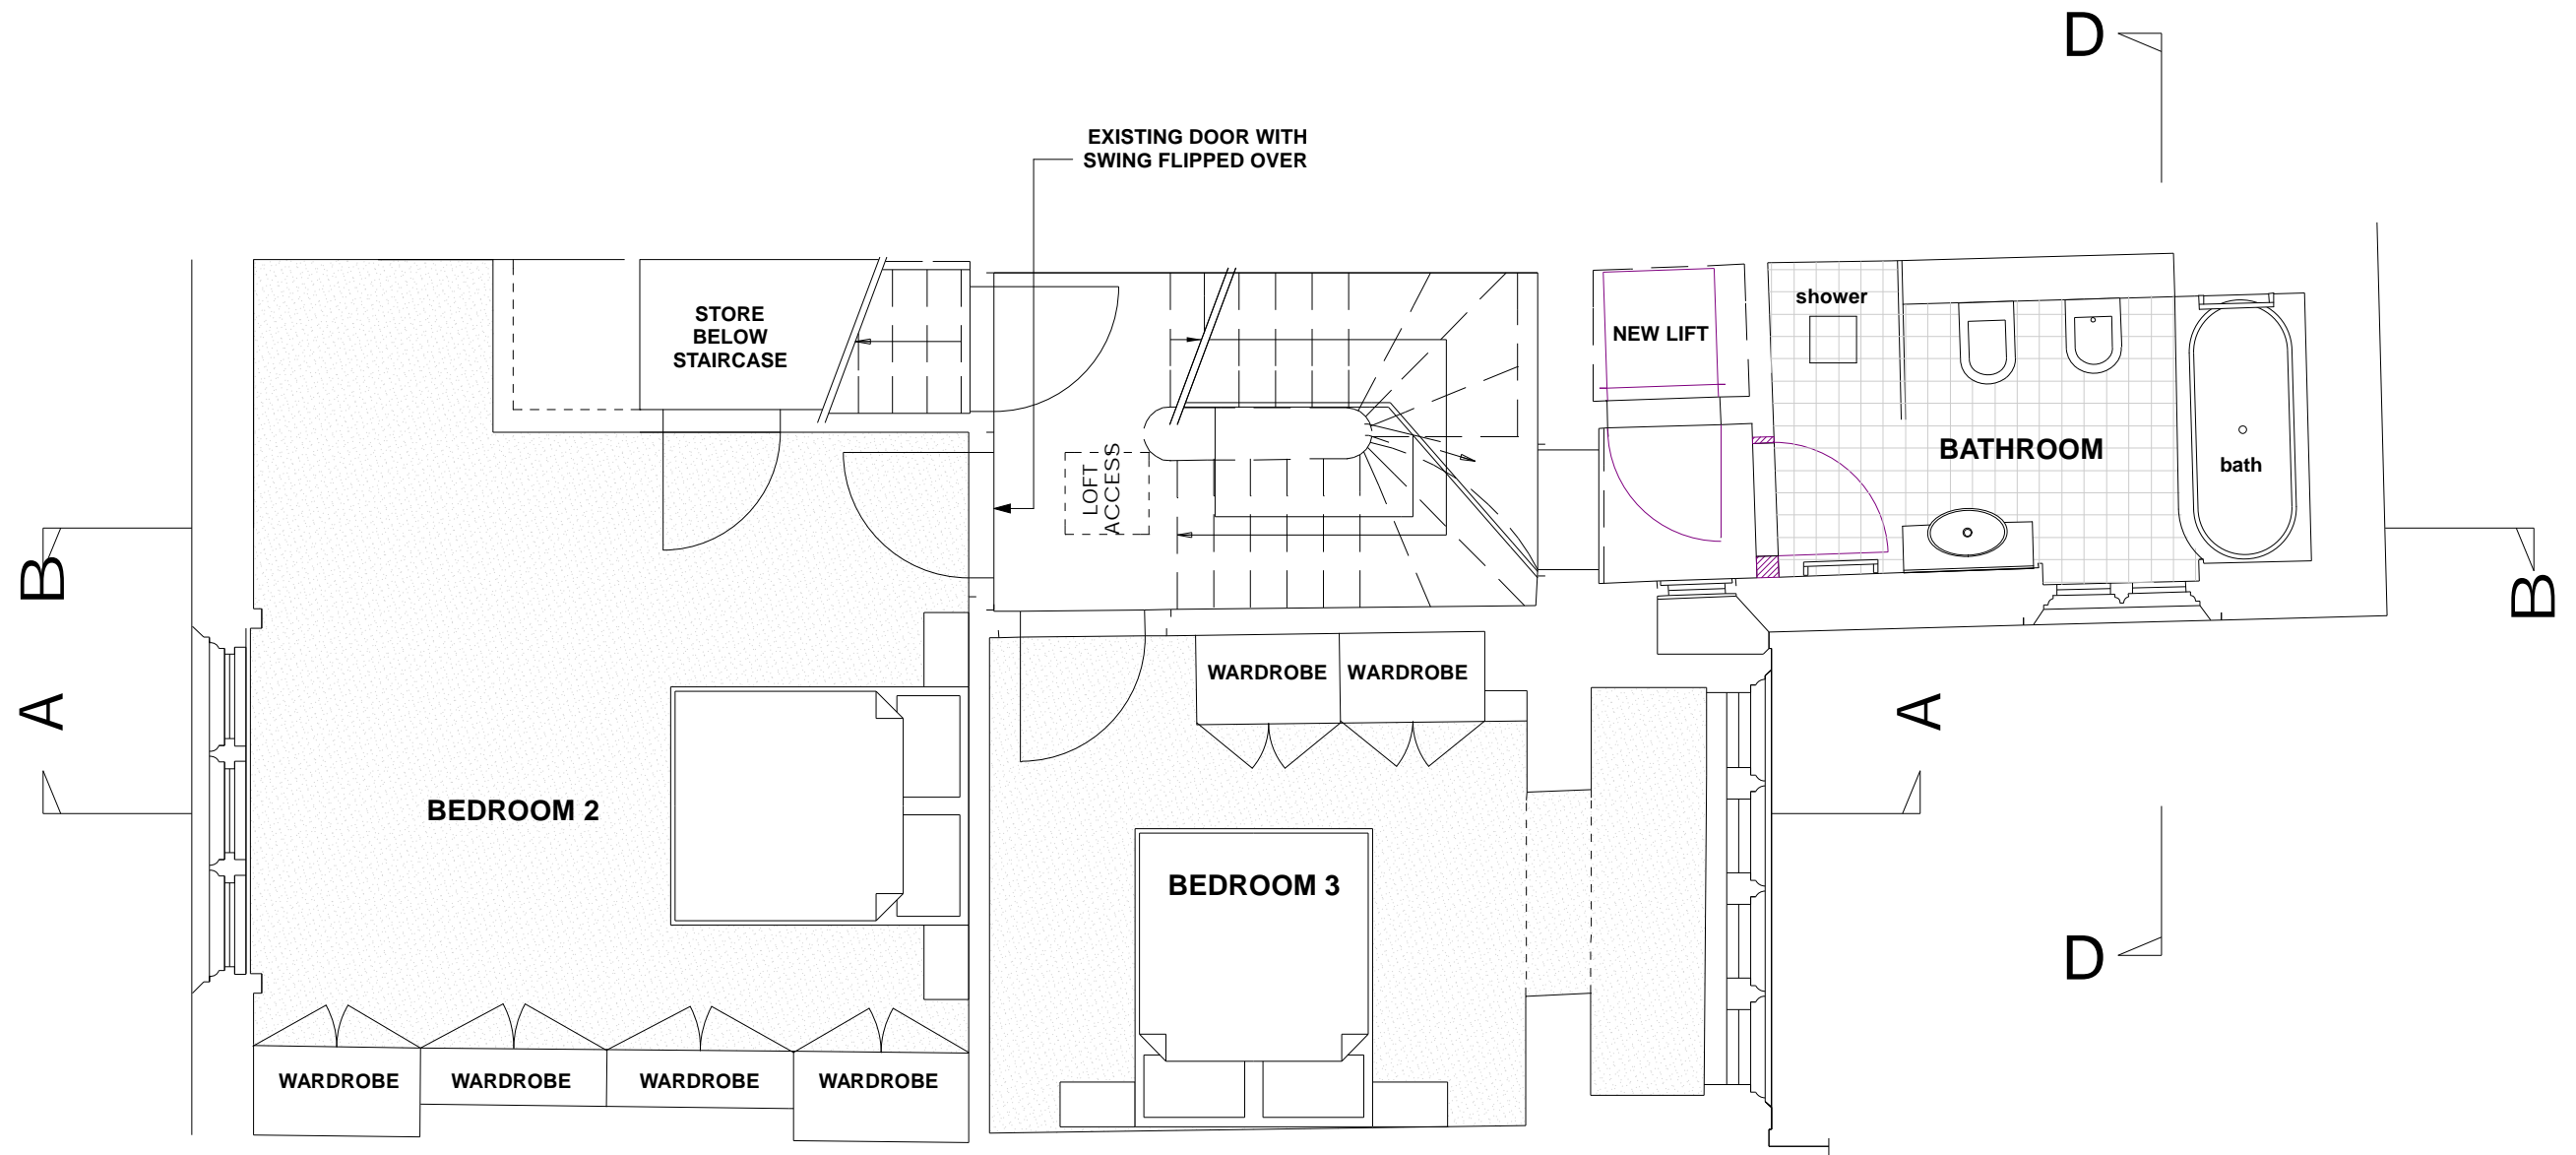 D
EXISTING DOOR WITH
SWING FLIPPED OVER
STORE
BELOW
STAIRCASE
NEW LIFT
shower
BATHROOM
bath
LOFT
ACCESS
B
B
WARDROBE
WARDROBE
A
A
BEDROOM 2
BEDROOM 3
D
WARDROBE
WARDROBE
WARDROBE
WARDROBE